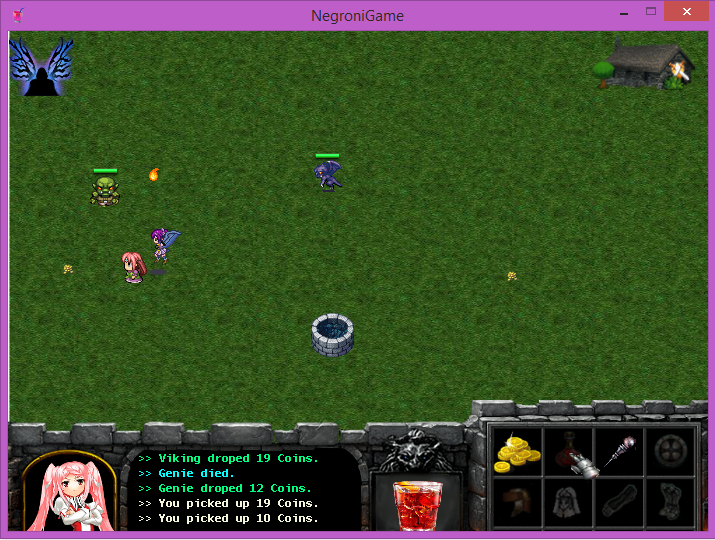 NegroniGame
>> Viking droped 19 Coins.
>> Genie died.
>> Genie droped 12 Coins.
>> You picked up 19 Coins.
>> You picked up 10 Coins.